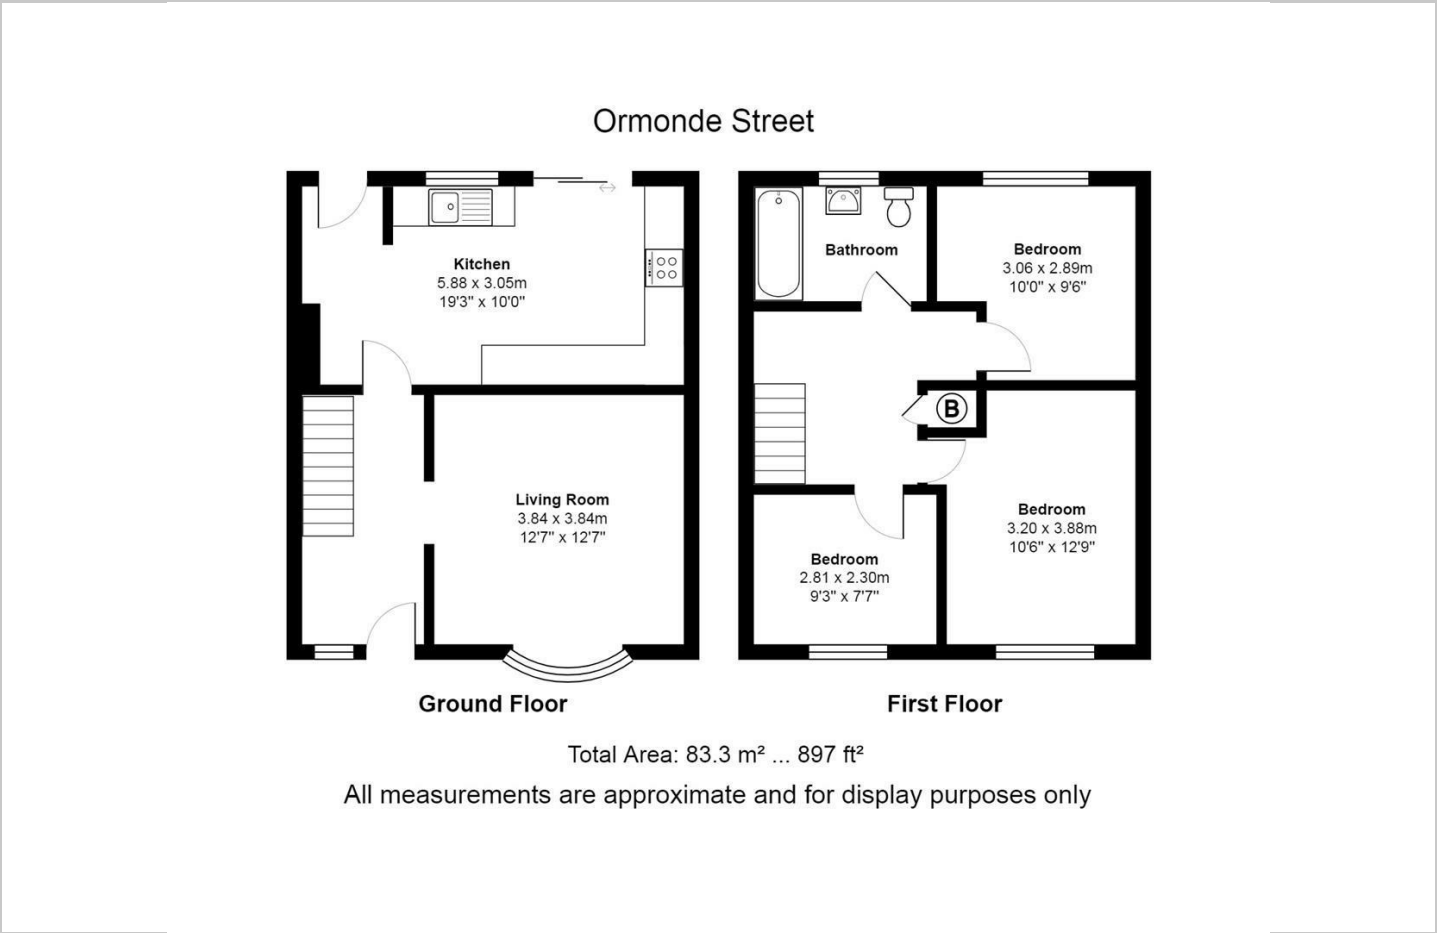 Ormonde Street
Kitchen
5.88 x 3.05m
19'3" x 10'0"
Living Room
3.84 x 3.84m
12'7" x 12'7"
Ground Floor
Bathroom
Bedroom
3.06 x 2.89m
10'0" x 9'6"
B
Bedroom
3.20 x 3.88m
10'6" x 12'9"
Bedroom
2.81 x 2.30m
9'3" x 7'7"
First Floor
Total Area: 83.3 m² ... 897 ft²
All measurements are approximate and for display purposes only